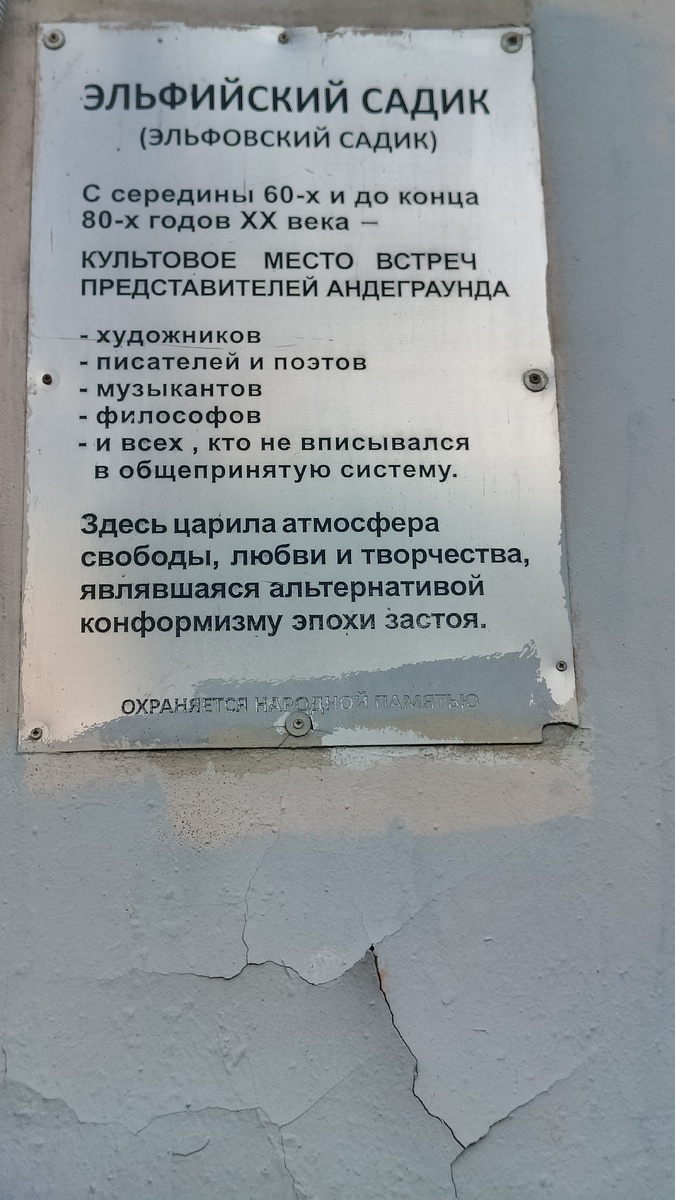 ЭЛЬФИЙСКИЙ САДИК
(ЭЛЬФОВСКИЙ САДИК)
С середины 60-х и до конца
80-х годов XX века –
КУЛЬТОВОЕ МЕСТО ВСТРЕЧ
ПРЕДСТАВИТЕЛЕЙ АНДЕГРАУНДА
- художников
- писателей и поэтов
- музыкантов
- философов
- и всех , кто не вписывался
в общепринятую систему.
Здесь царила атмосфера
свободы, любви и творчества,
являвшаяся альтернативой
конформизму эпохи застоя.
ОХРАНЯЕТСЯ НАРОДНОЙ ПАМЯТЬЮ